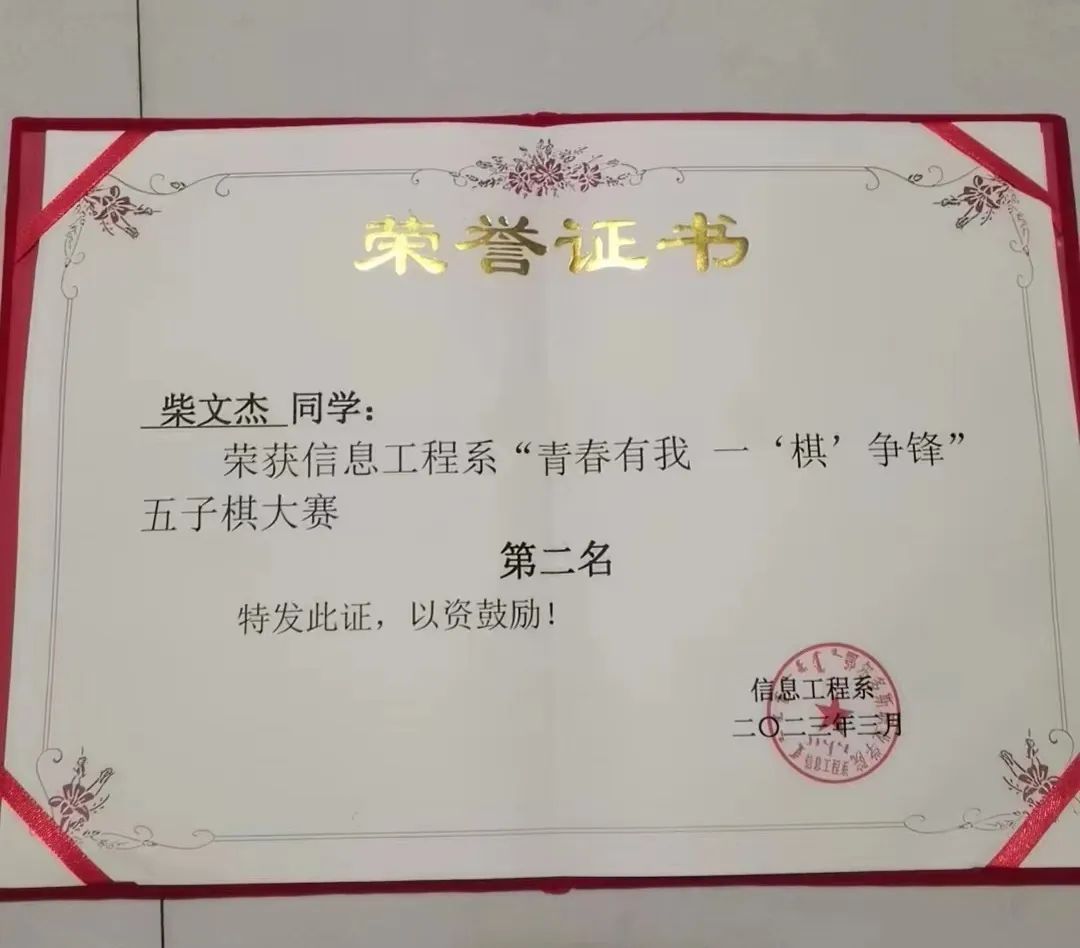 荣誉证书
柴文杰 同学：
荣获信息工程系“青春有我 一‘棋’争锋”
五子棋大赛
第二名
特发此证，以资鼓励！
信息工程系
二〇二三年三月